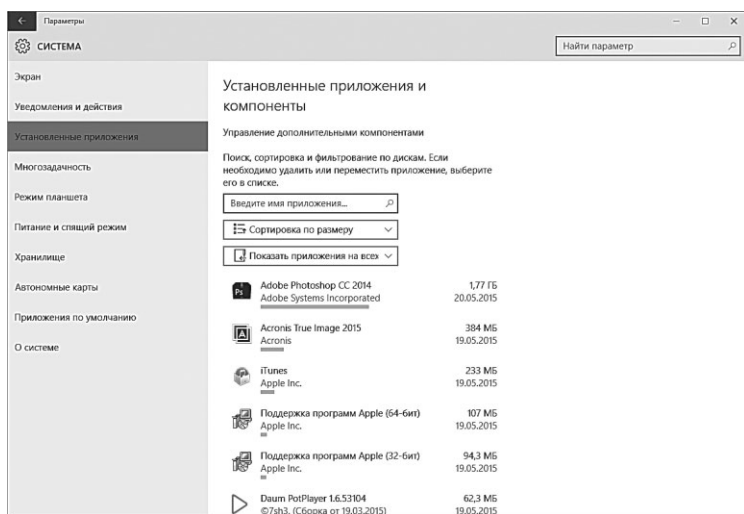 Параметры
СИСТЕМА
Найти параметр
Экран
Уведомления и действия
Установленные приложения
Многозадачность
Режим планшета
Питание и спящий режим
Хранилище
Автономные карты
Приложения по умолчанию
О системе
Установленные приложения и
компоненты
Управление дополнительными компонентами
Поиск, сортировка и фильтрование по дискам. Если
необходимо удалить или переместить приложение, выберите
его в списке.
Введите имя приложения...
Сортировка по размеру
Показать приложения на всех
Ps
Adobe Photoshop CC 2014 1,77 ГБ
Adobe Systems Incorporated 20.05.2015
A
Acronis True Image 2015 384 МБ
Acronis 19.05.2015
iTunes 233 МБ
Apple Inc. 19.05.2015
Поддержка программ Apple (64-бит) 107 МБ
Apple Inc. 19.05.2015
Поддержка программ Apple (32-бит) 94,3 МБ
Apple Inc. 19.05.2015
Daum PotPlayer 1.6.53104 62,3 МБ
©7sh3. (Сборка от 19.03.2015) 19.05.2015